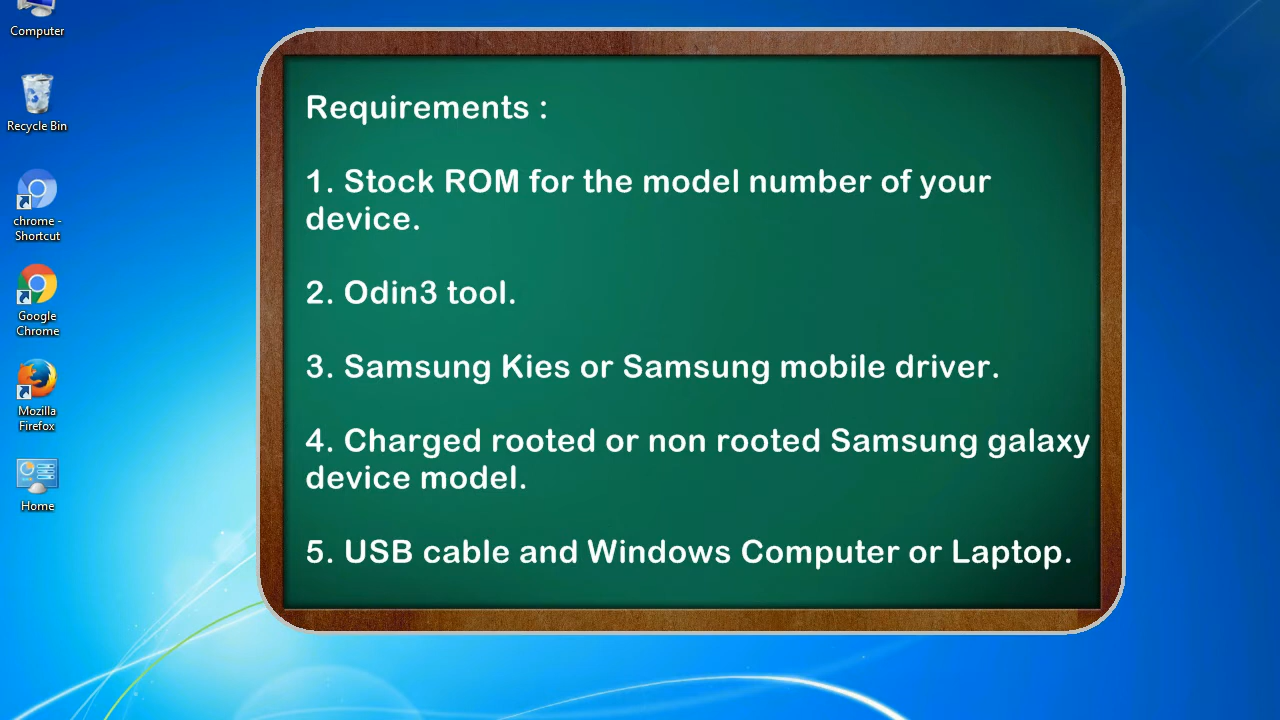 Computer
Recycle Bin
chrome -
Shortcut
Google
Chrome
Mozilla
Firefox
Home
Requirements :
1. Stock ROM for the model number of your
device.
2. Odin3 tool.
3. Samsung Kies or Samsung mobile driver.
4. Charged rooted or non rooted Samsung galaxy
device model.
5. USB cable and Windows Computer or Laptop.